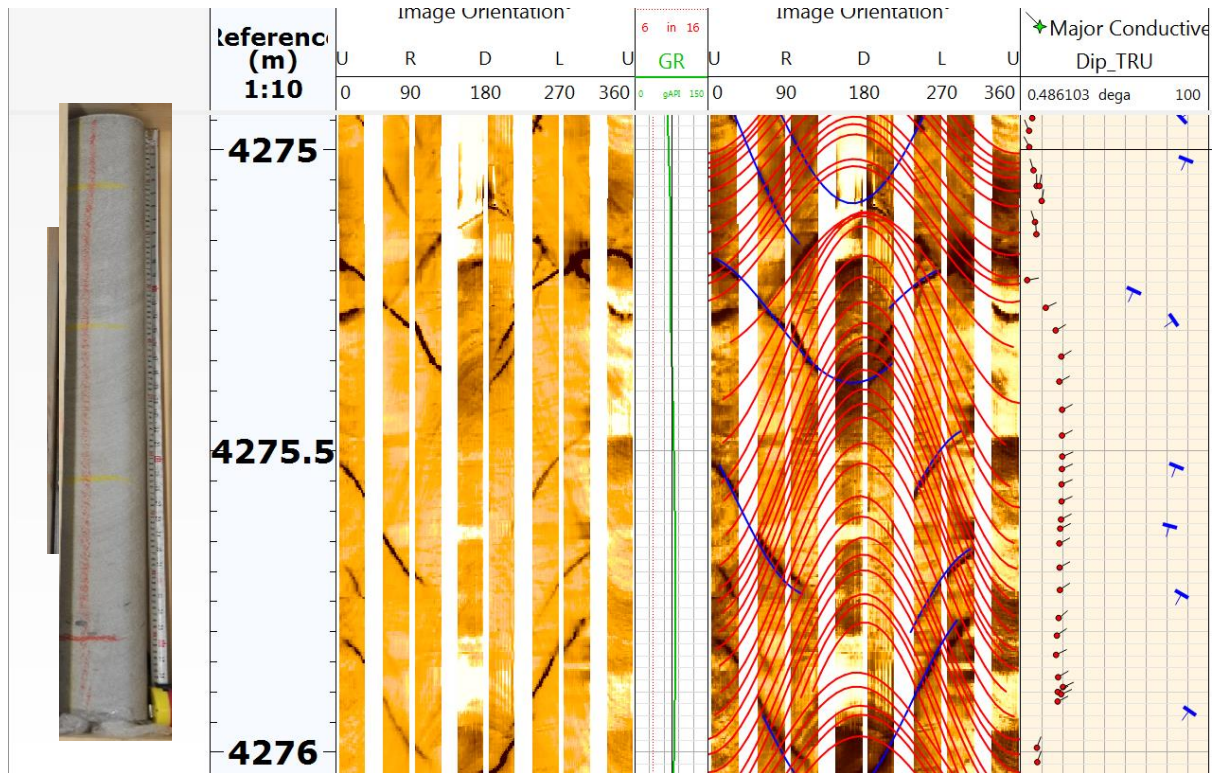 Reference
(m)
1:10
Image Orientation
U R D L U
0 90 180 270 360
6 in 16
GR
0 gAPI 150
Image Orientation
U R D L U
0 90 180 270 360
Major Conductive
Dip_TRU
0.486103 dega 100
4275
4275.5
4276